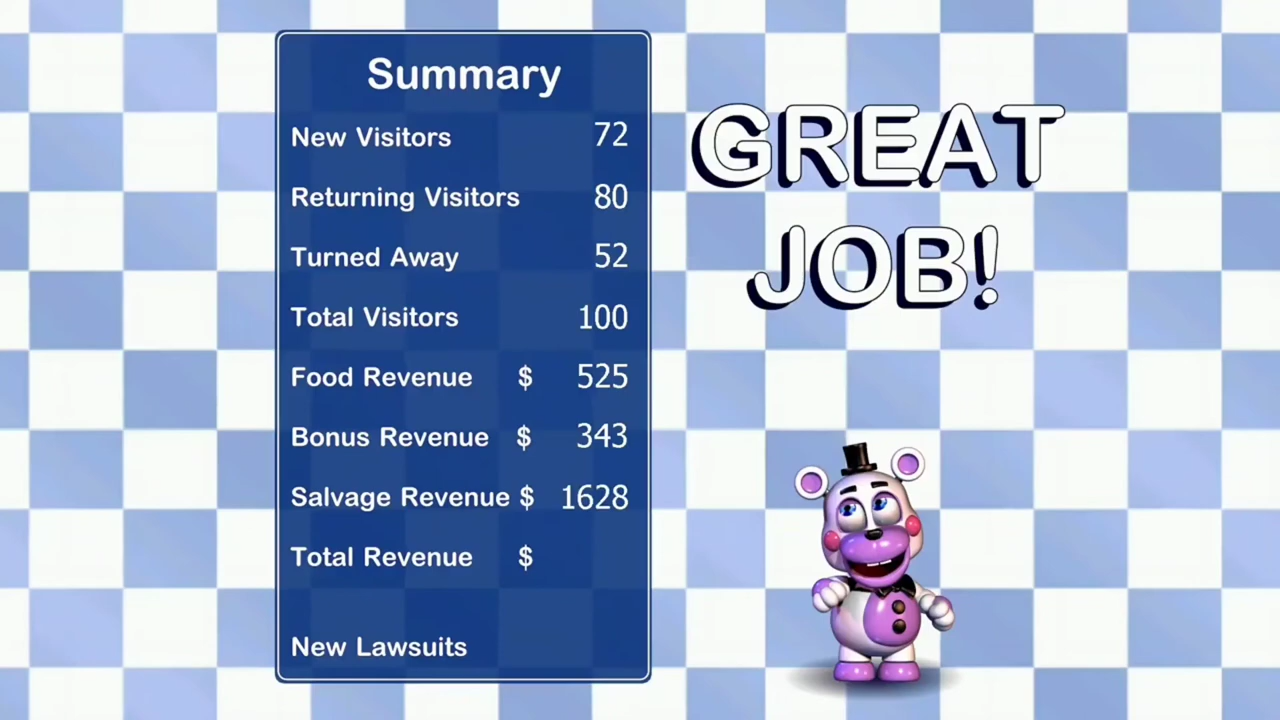 Summary
New Visitors 72
Returning Visitors 80
Turned Away 52
Total Visitors 100
Food Revenue $ 525
Bonus Revenue $ 343
Salvage Revenue $ 1628
Total Revenue $
New Lawsuits
GREAT
JOB!